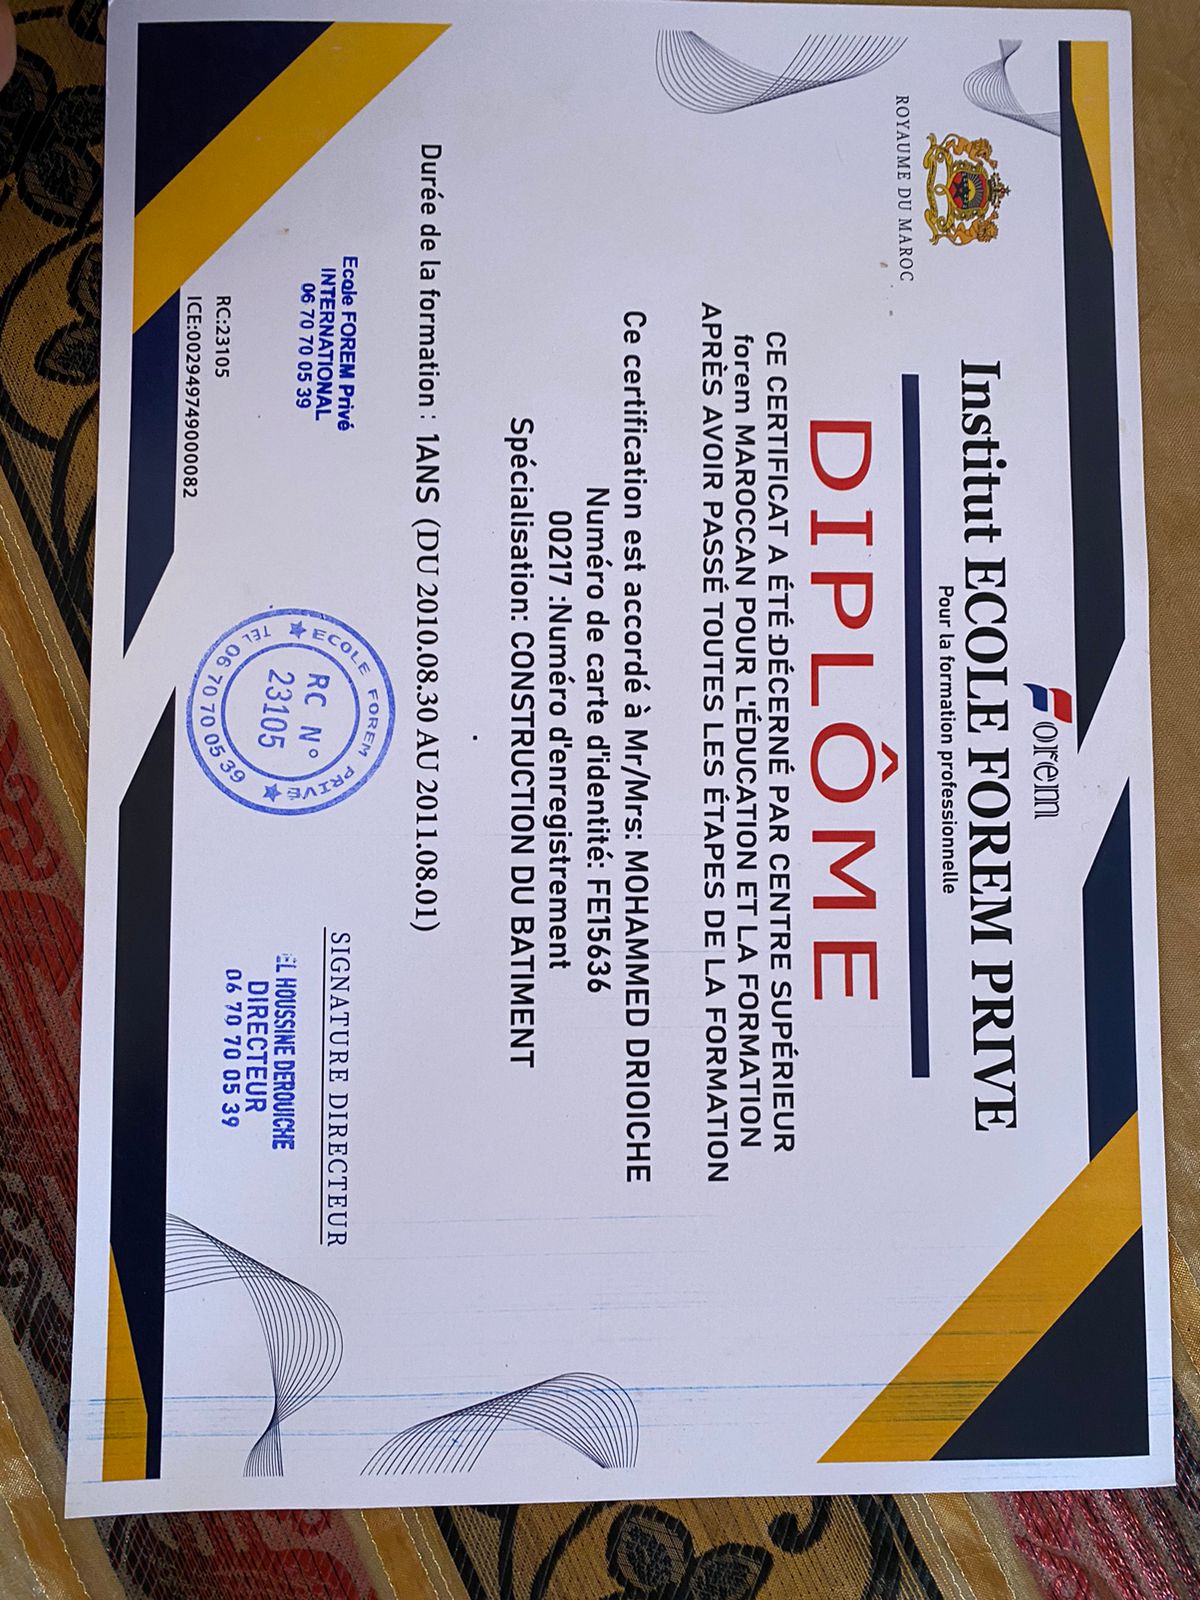 forem
Institut ECOLE FOREM PRIVE
Pour la formation professionnelle
ROYAUME DU MAROC
DIPLÔME
CE CERTIFICAT A ÉTÉ DÉCERNÉ PAR CENTRE SUPÉRIEUR
forem MAROCCAN POUR L'ÉDUCATION ET LA FORMATION
APRÈS AVOIR PASSÉ TOUTES LES ÉTAPES DE LA FORMATION
Ce certification est accordé à Mr/Mrs: MOHAMMED DRIOICHE
Numéro de carte d'identité: FE15636
00217 :Numéro d'enregistrement
Spécialisation: CONSTRUCTION DU BATIMENT
Durée de la formation : 1ANS (DU 2010.08.30 AU 2011.08.01)
Ecole FOREM Privé
INTERNATIONAL
06 70 70 05 39
RC:23105
ICE:002949749000082
ECOLE FOREM PRIVÉ
RC N°
23105
TEL 06 70 70 05 39
SIGNATURE DIRECTEUR
EL HOUSSINE DEROUICHE
DIRECTEUR
06 70 70 05 39